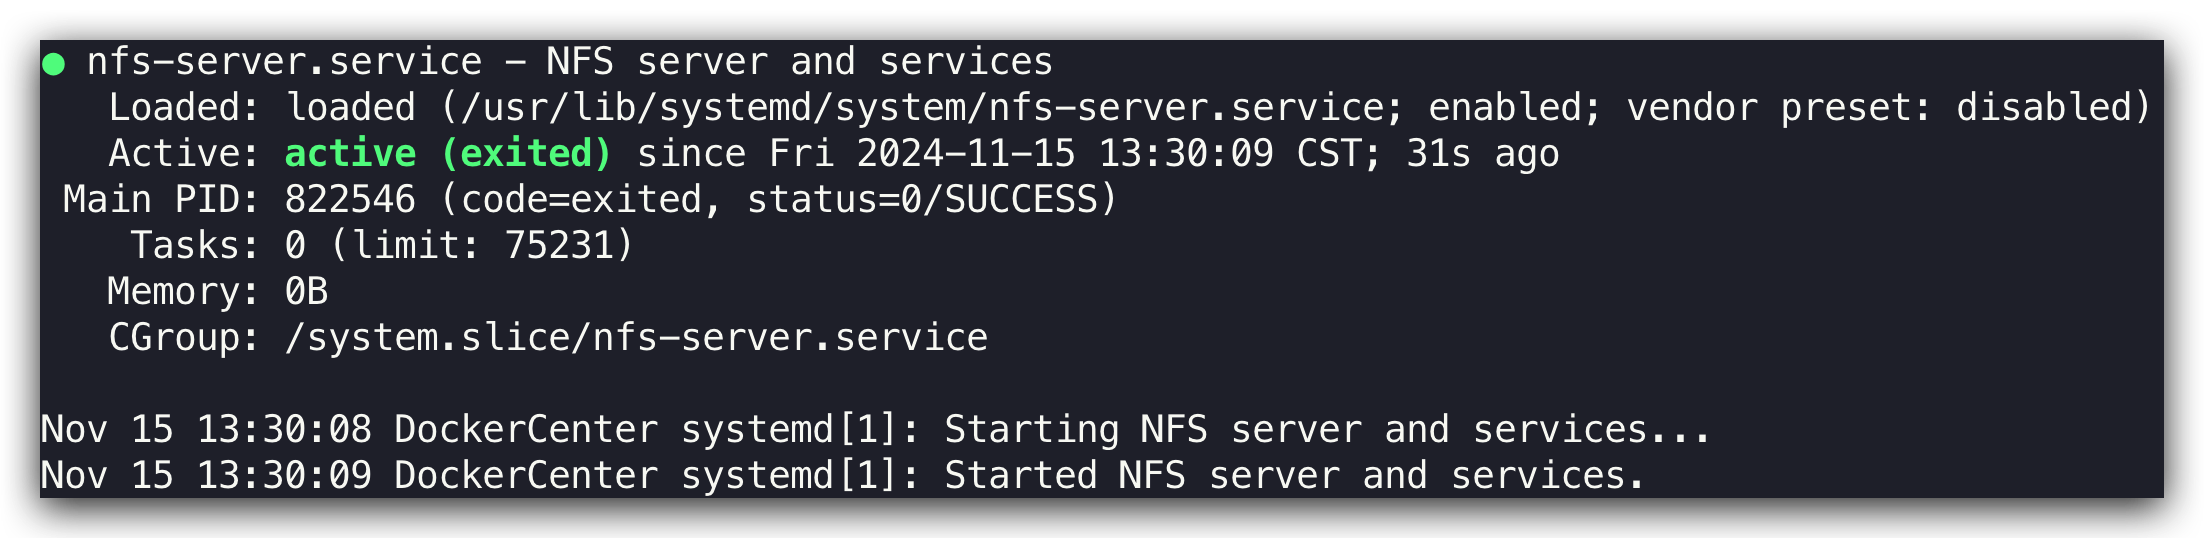 ● nfs-server.service - NFS server and services
   Loaded: loaded (/usr/lib/systemd/system/nfs-server.service; enabled; vendor preset: disabled)
   Active: active (exited) since Fri 2024-11-15 13:30:09 CST; 31s ago
 Main PID: 822546 (code=exited, status=0/SUCCESS)
    Tasks: 0 (limit: 75231)
   Memory: 0B
   CGroup: /system.slice/nfs-server.service

Nov 15 13:30:08 DockerCenter systemd[1]: Starting NFS server and services...
Nov 15 13:30:09 DockerCenter systemd[1]: Started NFS server and services.